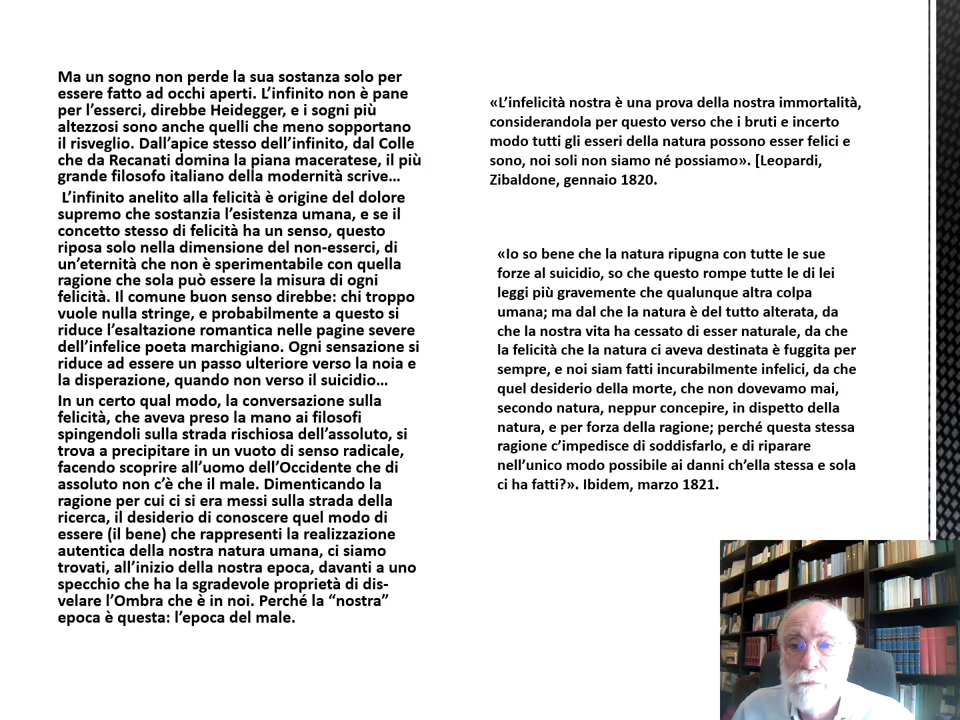 Ma un sogno non perde la sua sostanza solo per
essere fatto ad occhi aperti. L’infinito non è pane
per l’esserci, direbbe Heidegger, e i sogni più
altezzosi sono anche quelli che meno sopportano
il risveglio. Dall’apice stesso dell’infinito, dal Colle
che da Recanati domina la piana maceratese, il più
grande filosofo italiano della modernità scrive…
L’infinito anelito alla felicità è origine del dolore
supremo che sostanzia l’esistenza umana, e se il
concetto stesso di felicità ha un senso, questo
riposa solo nella dimensione del non-esserci, di
un’eternità che non è sperimentabile con quella
ragione che sola può essere la misura di ogni
felicità. Il comune buon senso direbbe: chi troppo
vuole nulla stringe, e probabilmente a questo si
riduce l’esaltazione romantica nelle pagine severe
dell’infelice poeta marchigiano. Ogni sensazione si
riduce ad essere un passo ulteriore verso la noia e
la disperazione, quando non verso il suicidio…
In un certo qual modo, la conversazione sulla
felicità, che aveva preso la mano ai filosofi
spingendoli sulla strada rischiosa dell’assoluto, si
trova a precipitare in un vuoto di senso radicale,
facendo scoprire all’uomo dell’Occidente che di
assoluto non c’è che il male. Dimenticando la
ragione per cui ci si era messi sulla strada della
ricerca, il desiderio di conoscere quel modo di
essere (il bene) che rappresenti la realizzazione
autentica della nostra natura umana, ci siamo
trovati, all’inizio della nostra epoca, davanti a uno
specchio che ha la sgradevole proprietà di dis-
velare l’Ombra che è in noi. Perché la “nostra”
epoca è questa: l’epoca del male.
«L’infelicità nostra è una prova della nostra immortalità,
considerandola per questo verso che i bruti e incerto
modo tutti gli esseri della natura possono esser felici e
sono, noi soli non siamo né possiamo». [Leopardi,
Zibaldone, gennaio 1820.
«Io so bene che la natura ripugna con tutte le sue
forze al suicidio, so che questo rompe tutte le di lei
leggi più gravemente che qualunque altra colpa
umana; ma dal che la natura è del tutto alterata, da
che la nostra vita ha cessato di esser naturale, da che
la felicità che la natura ci aveva destinata è fuggita per
sempre, e noi siam fatti incurabilmente infelici, da che
quel desiderio della morte, che non dovevamo mai,
secondo natura, neppur concepire, in dispetto della
natura, e per forza della ragione; perché questa stessa
ragione c’impedisce di soddisfarlo, e di riparare
nell’unico modo possibile ai danni ch’ella stessa e sola
ci ha fatti?». Ibidem, marzo 1821.